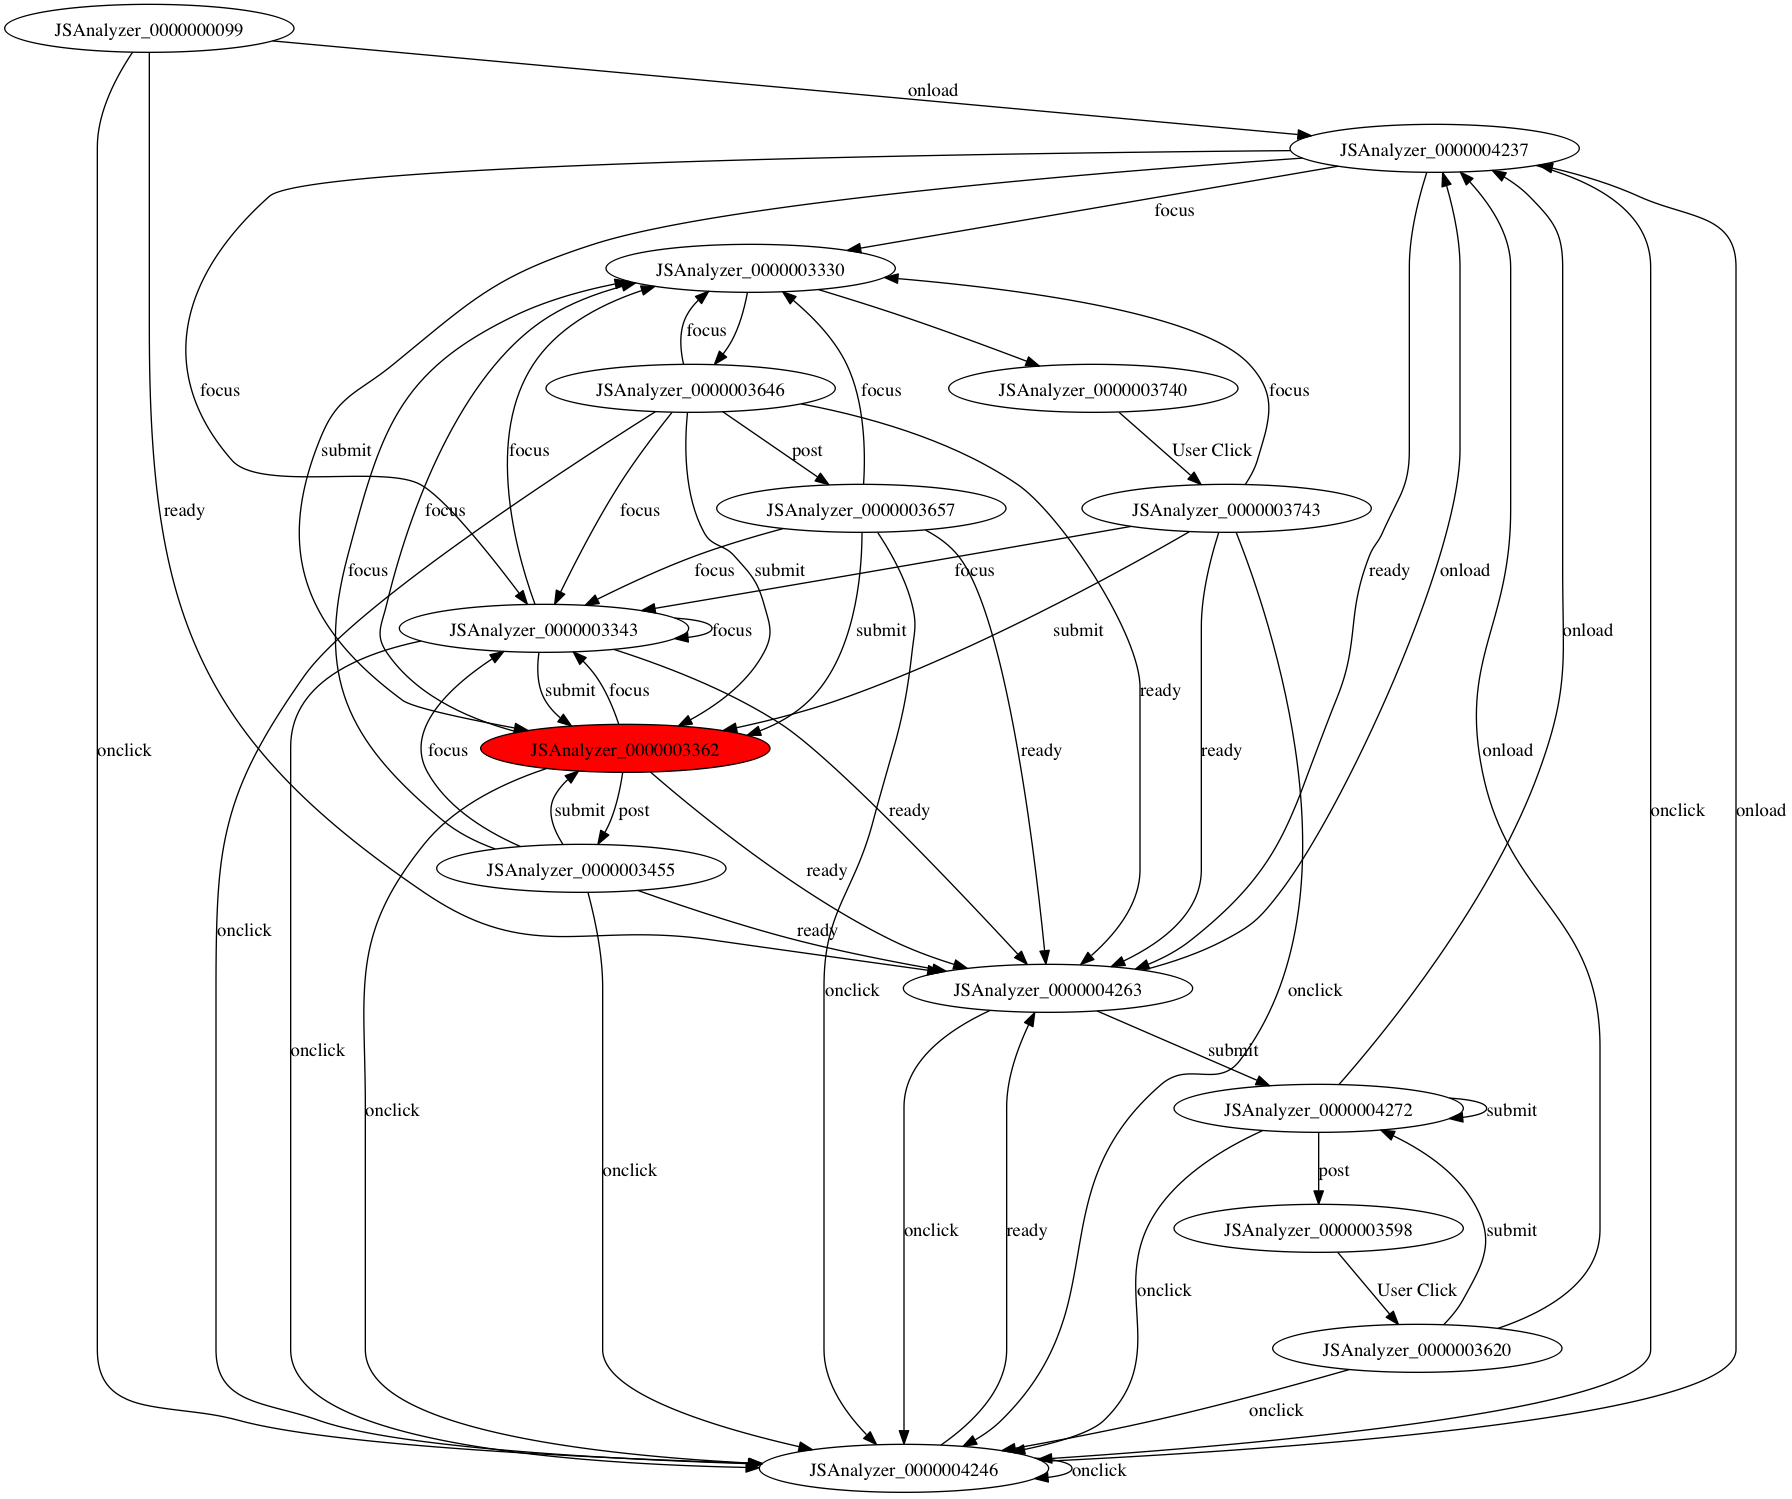 JSAnalyzer_0000000099
onload
JSAnalyzer_0000004237
focus
JSAnalyzer_0000003330
focus
focus
JSAnalyzer_0000003646
JSAnalyzer_0000003740
focus
focus
submit
focus
post
User Click
ready
focus
focus
JSAnalyzer_0000003657
JSAnalyzer_0000003743
focus
submit
focus
focus
ready
onload
JSAnalyzer_0000003343
focus
submit
submit
onload
submit
focus
ready
onclick
focus
JSAnalyzer_0000003362
ready
ready
onload
submit
post
ready
onclick
onload
JSAnalyzer_0000003455
ready
onclick
ready
onclick
JSAnalyzer_0000004263
onclick
onclick
submit
onclick
JSAnalyzer_0000004272
submit
onclick
post
onclick
ready
JSAnalyzer_0000003598
submit
onclick
User Click
JSAnalyzer_0000003620
onclick
JSAnalyzer_0000004246
onclick